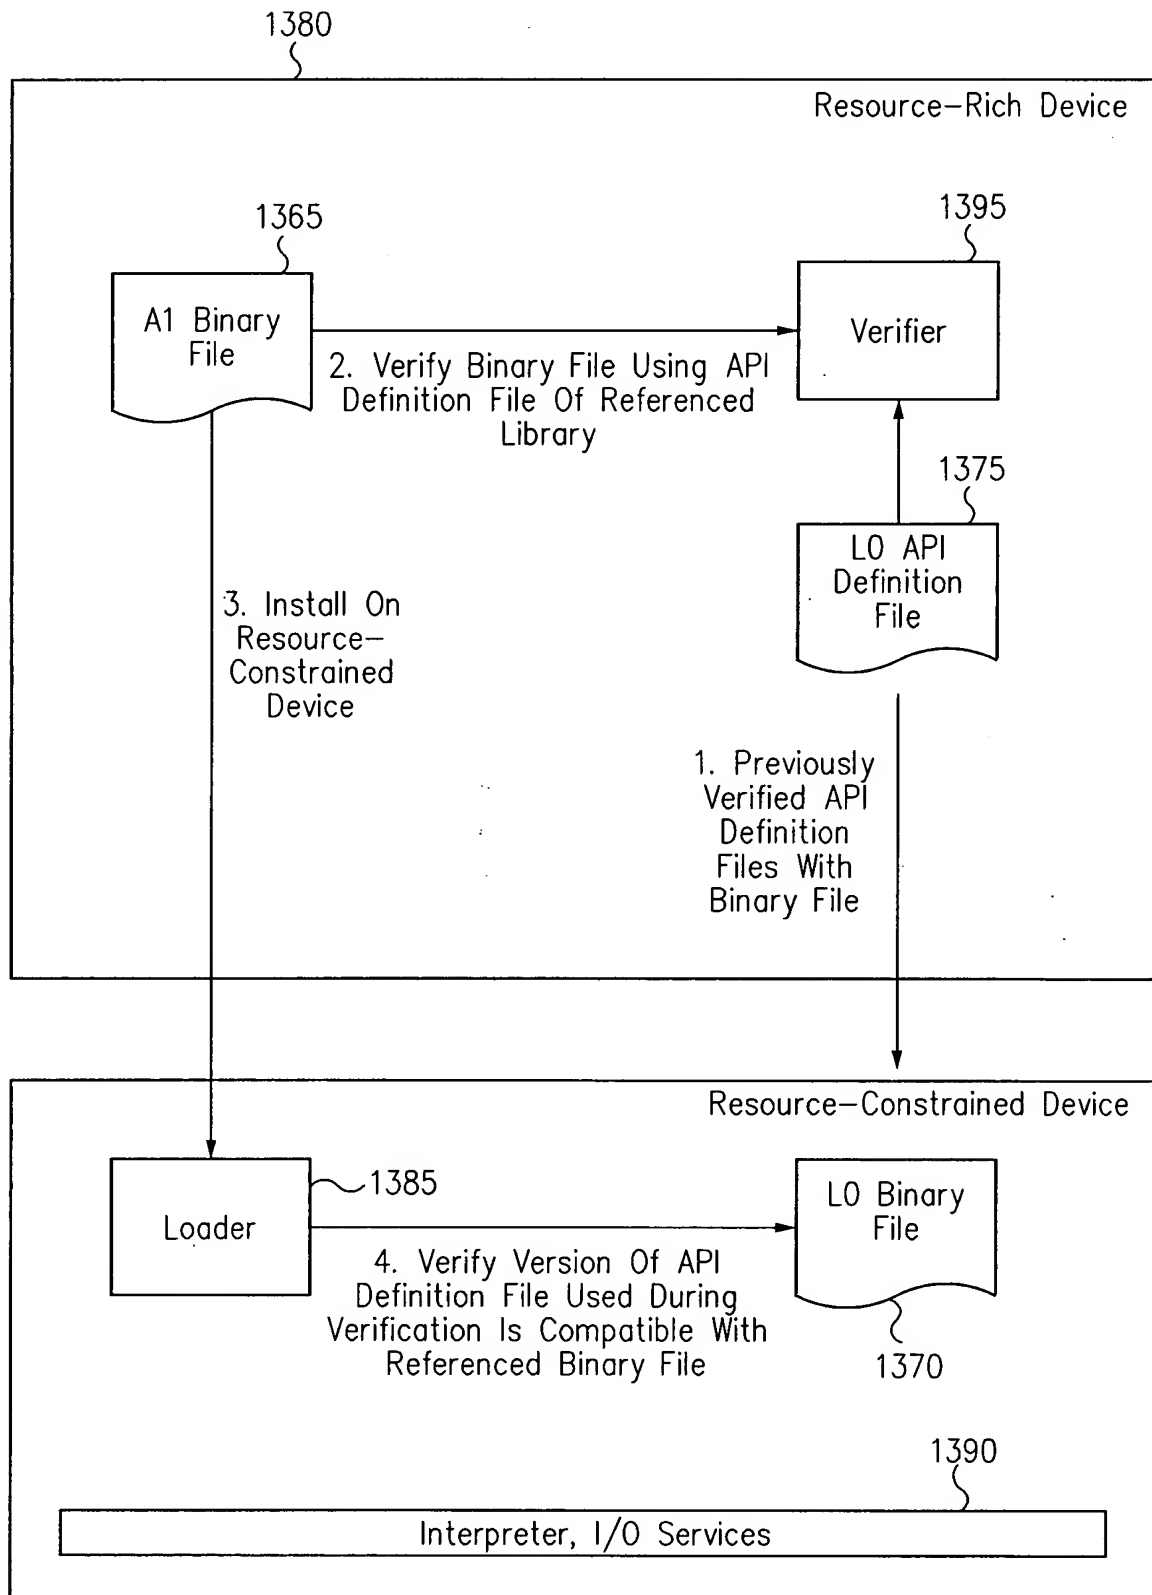 1380
Resource-Rich Device
1365
1395
A1 Binary
File
Verifier
2. Verify Binary File Using API
Definition File Of Referenced
Library
1375
L0 API
Definition
File
3. Install On
Resource-
Constrained
Device
1. Previously
Verified API
Definition
Files With
Binary File
Resource-Constrained Device
1385
Loader
L0 Binary
File
4. Verify Version Of API
Definition File Used During
Verification Is Compatible With
Referenced Binary File
1370
1390
Interpreter, I/O Services